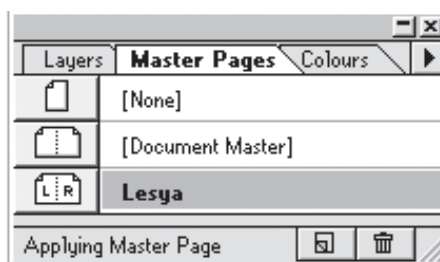 Layers Master Pages Colours
[None]
[Document Master]
L R Lesya
Applying Master Page